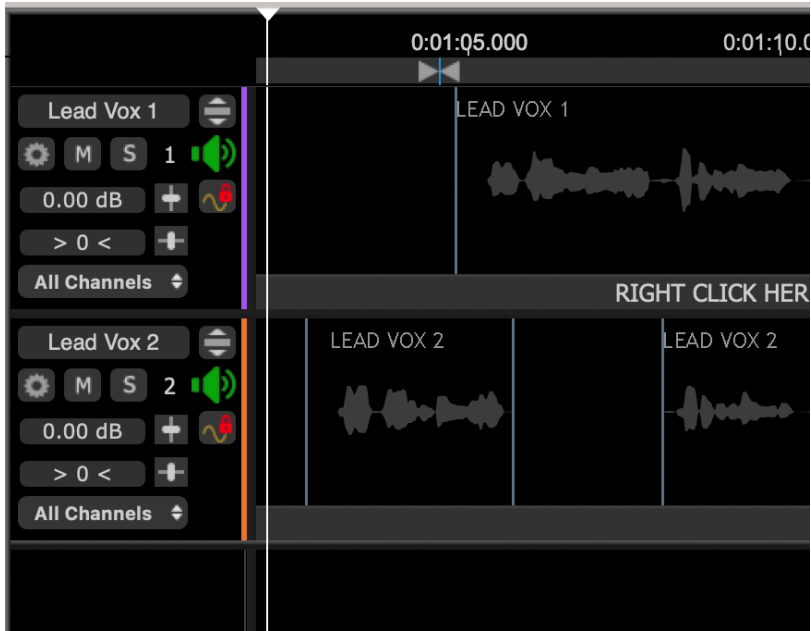 0:01:05.000 0:01:10.0
Lead Vox 1
LEAD VOX 1
M S 1
0.00 dB
> 0 <
All Channels
RIGHT CLICK HER
Lead Vox 2
LEAD VOX 2 LEAD VOX 2
M S 2
0.00 dB
> 0 <
All Channels